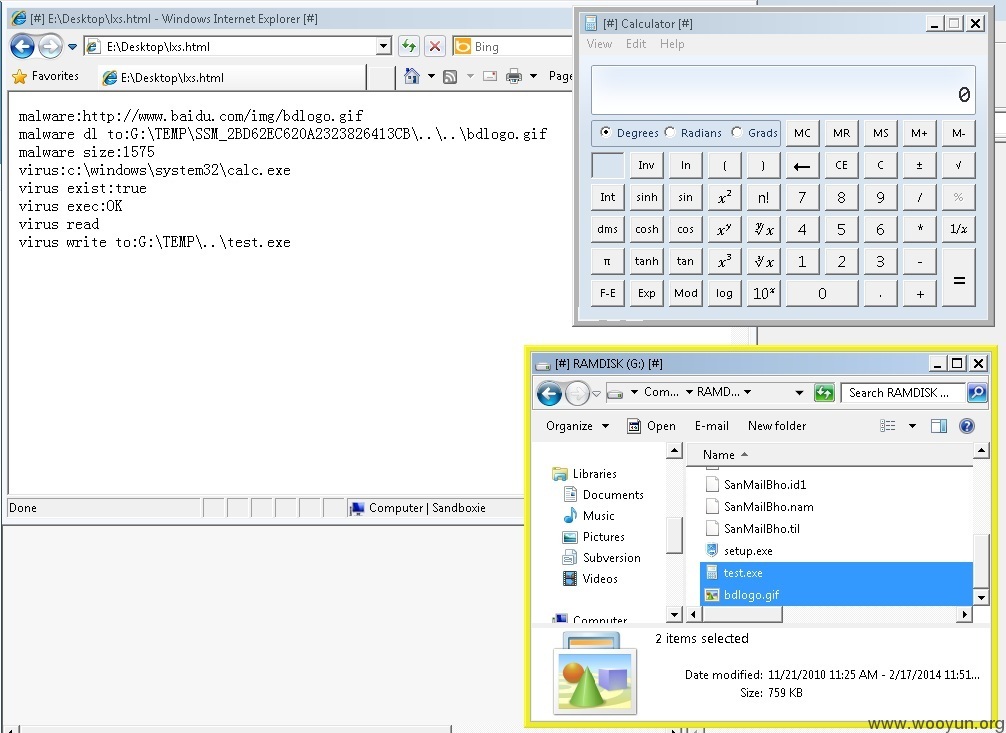 [#] E:\Desktop\lxs.html - Windows Internet Explorer [#]
E:\Desktop\lxs.html
Bing
Favorites
E:\Desktop\lxs.html
Page
malware:http://www.baidu.com/img/bdlogo.gif
malware dl to:G:\TEMP\SSM_2BD62EC620A2323826413CB\..\..\bdlogo.gif
malware size:1575
virus:c:\windows\system32\calc.exe
virus exist:true
virus exec:OK
virus read
virus write to:G:\TEMP\..\test.exe
Done
Computer | Sandboxie
[#] Calculator [#]
View Edit Help
0
Degrees Radians Grads MC MR MS M+ M-
Inv ln ( ) ← CE C ± √
Int sinh sin x² n! 7 8 9 / %
dms cosh cos xʸ ʸ√x 4 5 6 * 1/x
π tanh tan x³ ³√x 1 2 3 -
F-E Exp Mod log 10ˣ 0 . + =
[#] RAMDISK (G:) [#]
Com... RAMD... Search RAMDISK ...
Organize Open E-mail New folder
Name
Libraries
Documents
Music
Pictures
Subversion
Videos
Computer
SanMailBho.id1
SanMailBho.nam
SanMailBho.til
setup.exe
test.exe
bdlogo.gif
2 items selected
Date modified: 11/21/2010 11:25 AM - 2/17/2014 11:51...
Size: 759 KB
www.wooyun.org